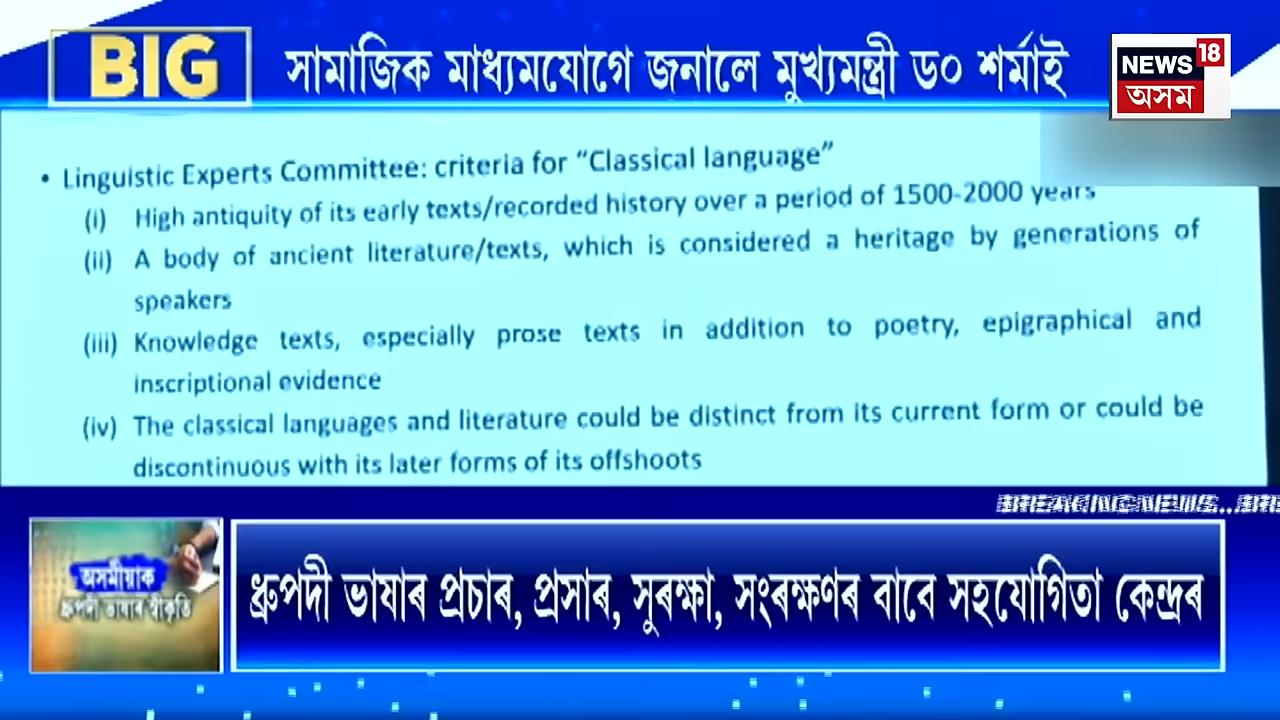 BIG
সামাজিক মাধ্যমযোগে জনালে মুখ্যমন্ত্ৰী ড০ শৰ্মাই
NEWS 18
অসম
• Linguistic Experts Committee: criteria for “Classical language”
(i) High antiquity of its early texts/recorded history over a period of 1500-2000 years
(ii) A body of ancient literature/texts, which is considered a heritage by generations of
speakers
(iii) Knowledge texts, especially prose texts in addition to poetry, epigraphical and
inscriptional evidence
(iv) The classical languages and literature could be distinct from its current form or could be
discontinuous with its later forms of its offshoots
BREAKING NEWS..BRE
অসমীয়াক
ধ্ৰুপদী ভাষাৰ স্বীকৃতি
ধ্ৰুপদী ভাষাৰ প্ৰচাৰ, প্ৰসাৰ, সুৰক্ষা, সংৰক্ষণৰ বাবে সহযোগিতা কেন্দ্ৰৰ